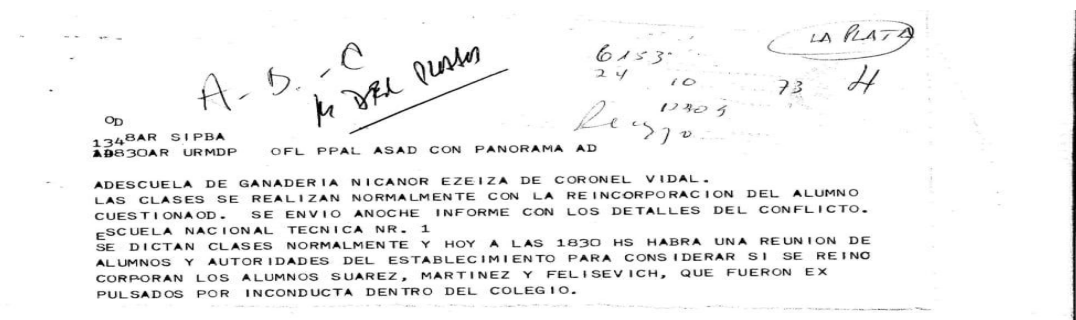 LA PLATA
A - B. - C
M DEL PLATA
6153
24 10 73 H
OD
1348AR SIPBA
19830AR URMDP OFL PPAL ASAD CON PANORAMA AD
ADESCUELA DE GANADERIA NICANOR EZEIZA DE CORONEL VIDAL.
LAS CLASES SE REALIZAN NORMALMENTE CON LA REINCORPORACION DEL ALUMNO
CUESTIONAOD. SE ENVIO ANOCHE INFORME CON LOS DETALLES DEL CONFLICTO.
ESCUELA NACIONAL TECNICA NR. 1
SE DICTAN CLASES NORMALMENTE Y HOY A LAS 1830 HS HABRA UNA REUNION DE
ALUMNOS Y AUTORIDADES DEL ESTABLECIMIENTO PARA CONSIDERAR SI SE REINO
CORPORAN LOS ALUMNOS SUAREZ, MARTINEZ Y FELISEVICH, QUE FUERON EX
PULSADOS POR INCONDUCTA DENTRO DEL COLEGIO.